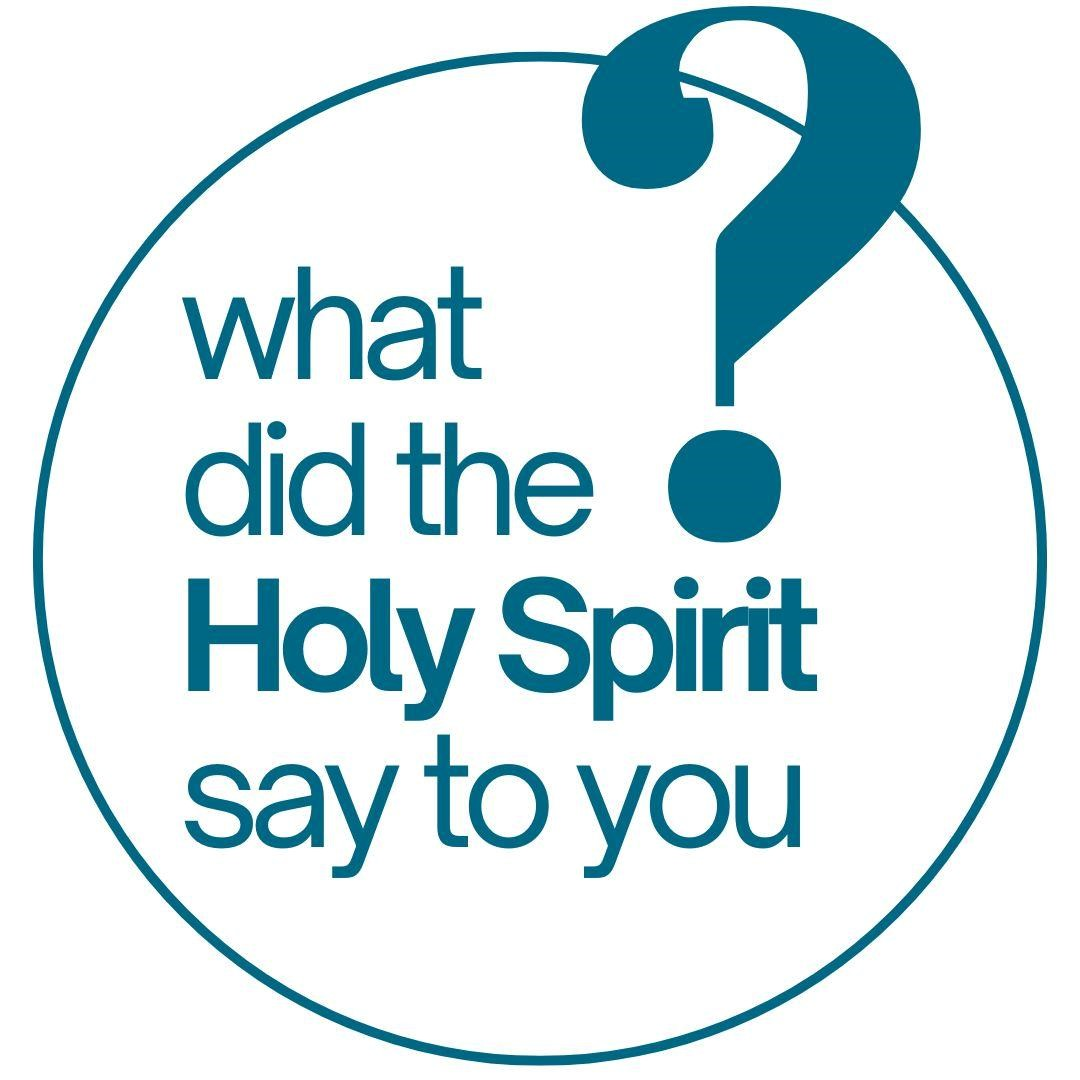 what
did the
Holy Spirit
say to you
?